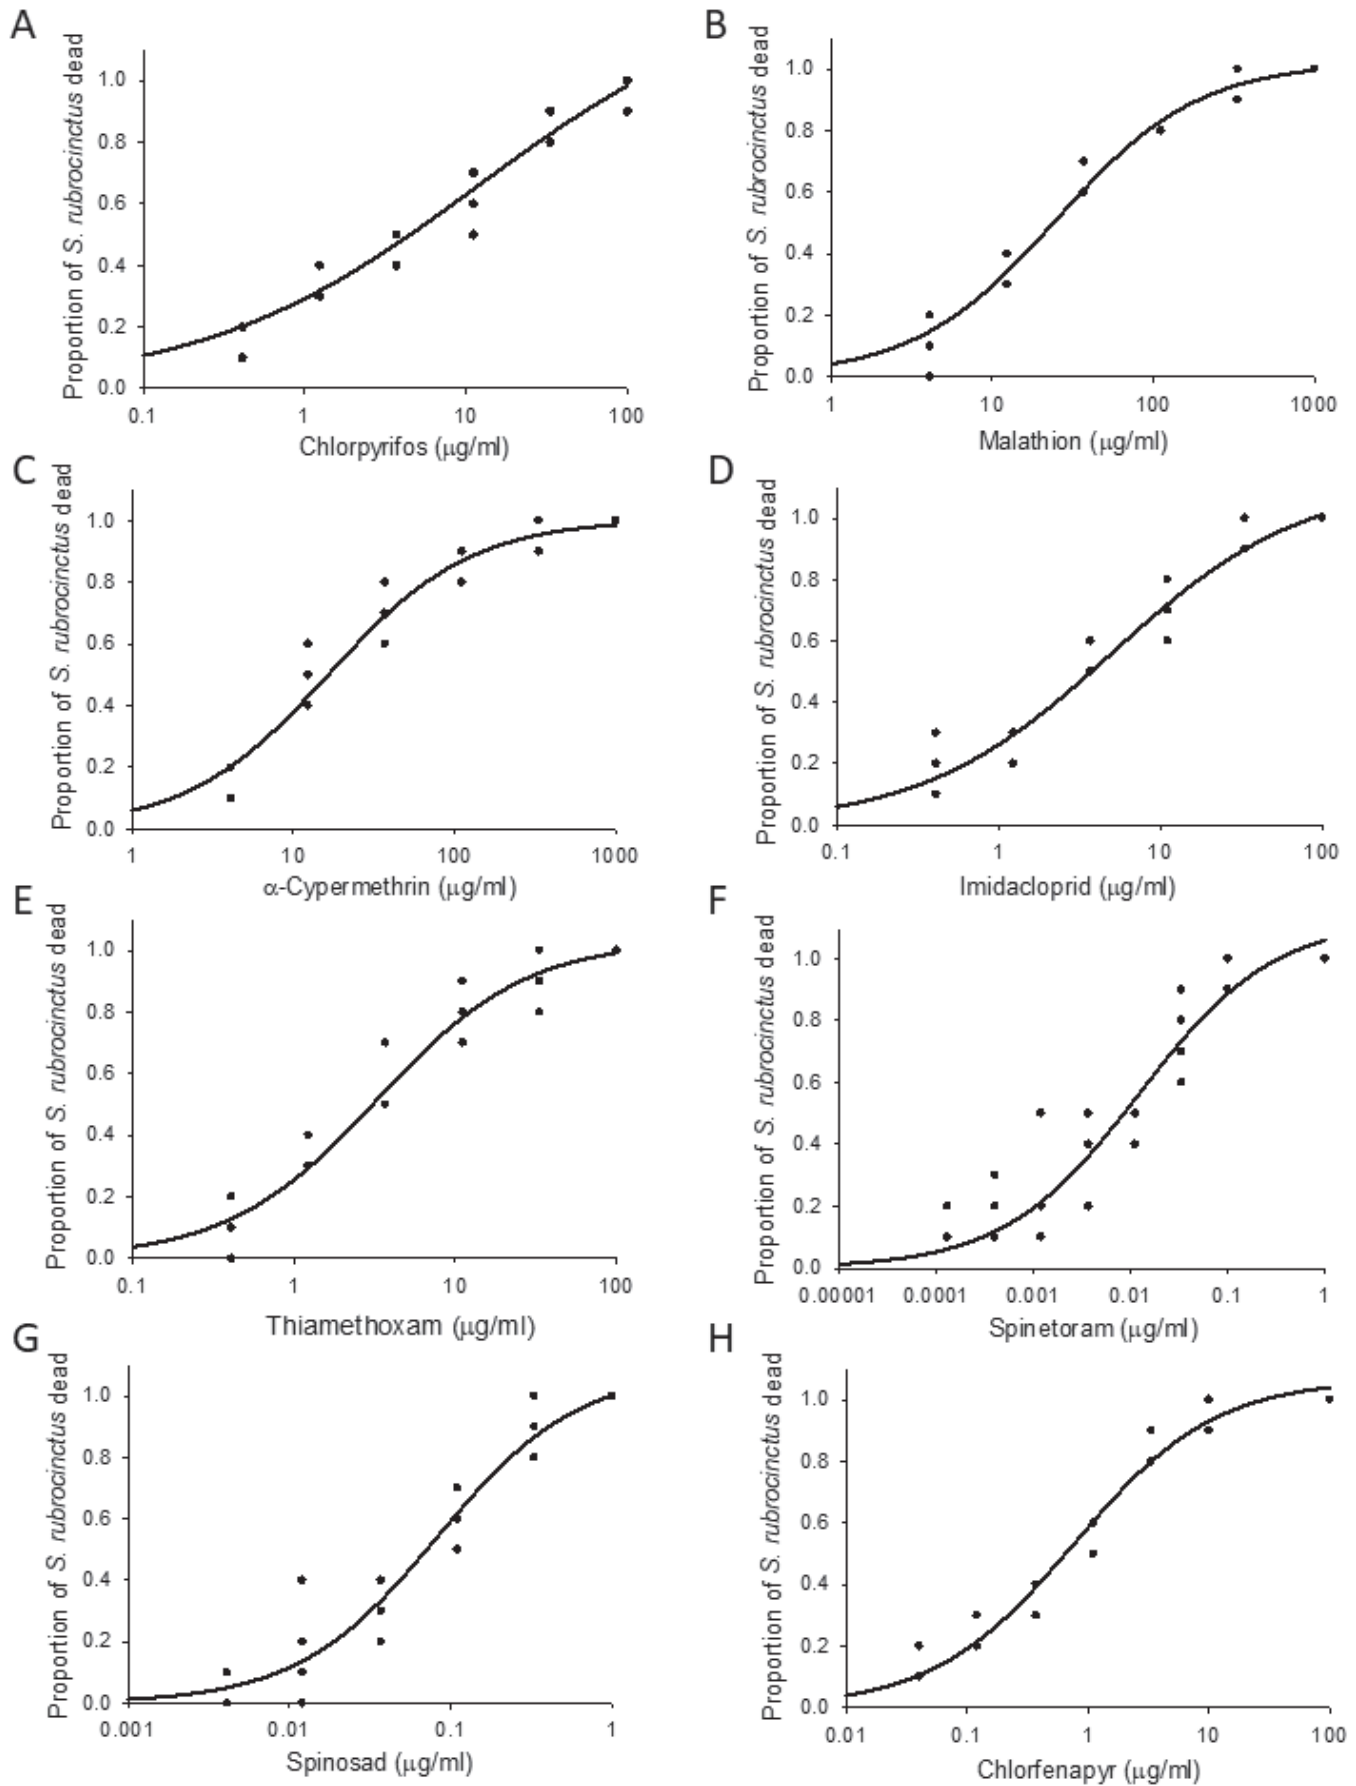 A
Proportion of S. rubrocinctus dead
1.0
0.8
0.6
0.4
0.2
0.0
0.1 1 10 100
Chlorpyrifos (μg/ml)
B
Proportion of S. rubrocinctus dead
1.0
0.8
0.6
0.4
0.2
0.0
1 10 100 1000
Malathion (μg/ml)
C
Proportion of S. rubrocinctus dead
1.0
0.8
0.6
0.4
0.2
0.0
1 10 100 1000
α-Cypermethrin (μg/ml)
D
Proportion of S. rubrocinctus dead
1.0
0.8
0.6
0.4
0.2
0.0
0.1 1 10 100
Imidacloprid (μg/ml)
E
Proportion of S. rubrocinctus dead
1.0
0.8
0.6
0.4
0.2
0.0
0.1 1 10 100
Thiamethoxam (μg/ml)
F
Proportion of S. rubrocinctus dead
1.0
0.8
0.6
0.4
0.2
0.0
0.00001 0.0001 0.001 0.01 0.1 1
Spinetoram (μg/ml)
G
Proportion of S. rubrocinctus dead
1.0
0.8
0.6
0.4
0.2
0.0
0.001 0.01 0.1 1
Spinosad (μg/ml)
H
Proportion of S. rubrocinctus dead
1.0
0.8
0.6
0.4
0.2
0.0
0.01 0.1 1 10 100
Chlorfenapyr (μg/ml)